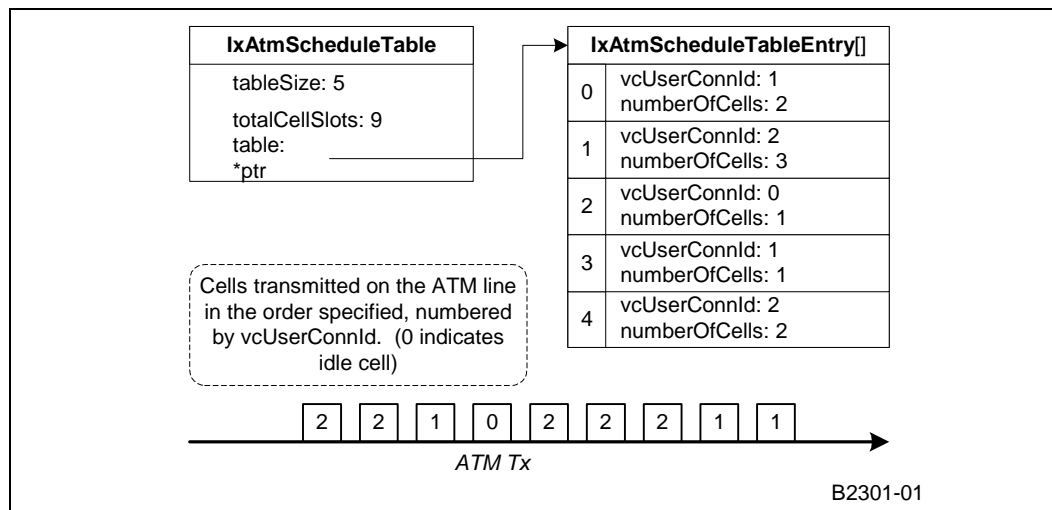 IxAtmScheduleTable
tableSize: 5
totalCellSlots: 9
table:
*ptr
IxAtmScheduleTableEntry[]
0
vcUserConnId: 1
numberOfCells: 2
1
vcUserConnId: 2
numberOfCells: 3
2
vcUserConnId: 0
numberOfCells: 1
3
vcUserConnId: 1
numberOfCells: 1
4
vcUserConnId: 2
numberOfCells: 2
Cells transmitted on the ATM line
in the order specified, numbered
by vcUserConnId. (0 indicates
idle cell)
2 2 1 0 2 2 2 1 1
ATM Tx
B2301-01